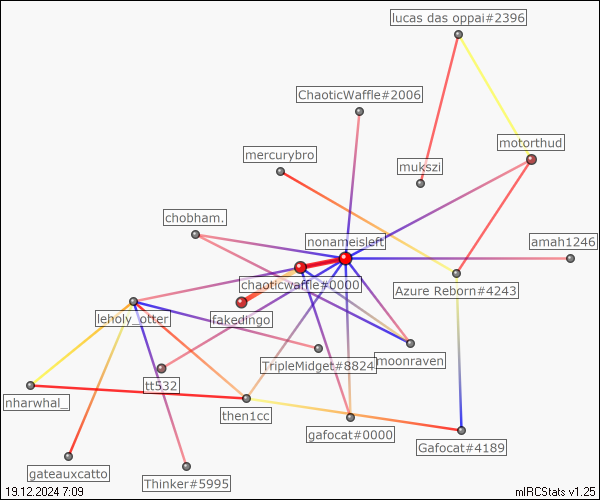 lucas das oppai#2396
ChaoticWaffle#2006
motorthud
mercurybro
mukszi
chobham.
nonameisleft
amah1246
chaoticwaffle#0000
Azure Reborn#4243
leholy_otter
fakedingo
TripleMidget#8824
moonraven
tt532
nharwhal_
then1cc
gafocat#0000
Gafocat#4189
gateauxcatto
Thinker#5995
19.12.2024 7:09
mIRCStats v1.25